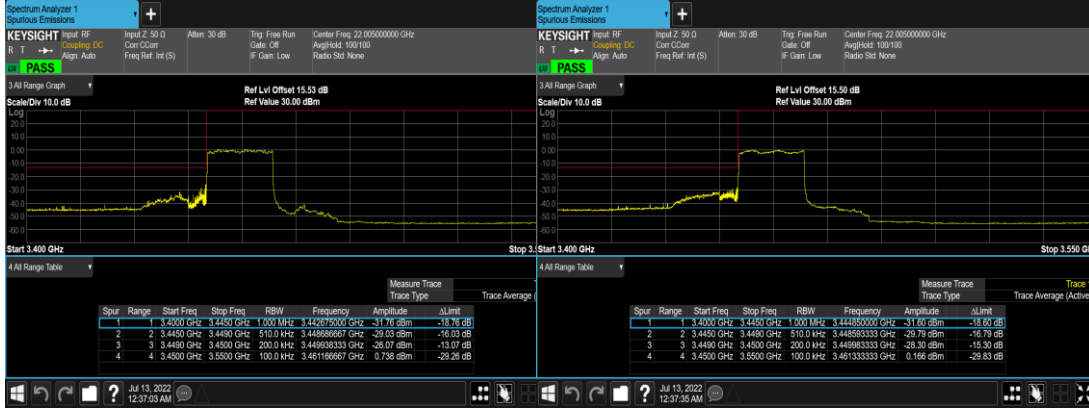 Spectrum Analyzer 1
Spurious Emissions
KEYSIGHT Input: RF Input Z: 50 Ω Atten: 30 dB Trig: Free Run Center Freq: 22.005000000 GHz
R T Coupling: DC Corr CCorr Gate: Off Avg|Hold: 100/100
Align: Auto Freq Ref: Int (S) IF Gain: Low Radio Std: None
PASS
3 All Range Graph
Ref Lvl Offset 15.53 dB
Scale/Div 10.0 dB Ref Value 30.00 dBm
Log
20.0
10.0
0.00
-10.0
-20.0
-30.0
-40.0
-50.0
-60.0
Start 3.400 GHz Stop 3.
4 All Range Table
Measure Trace
Trace Type Trace Average (
Spur Range Start Freq Stop Freq RBW Frequency Amplitude ΔLimit
1 1 3.4000 GHz 3.4450 GHz 1.000 MHz 3.442675000 GHz -31.76 dBm -18.76 dB
2 2 3.4450 GHz 3.4490 GHz 510.0 kHz 3.448686667 GHz -29.03 dBm -16.03 dB
3 3 3.4490 GHz 3.4500 GHz 200.0 kHz 3.449938333 GHz -26.07 dBm -13.07 dB
4 4 3.4500 GHz 3.5500 GHz 100.0 kHz 3.461166667 GHz 0.738 dBm -29.26 dB
Jul 13, 2022
12:37:03 AM
Spectrum Analyzer 1
Spurious Emissions
KEYSIGHT Input: RF Input Z: 50 Ω Atten: 30 dB Trig: Free Run Center Freq: 22.005000000 GHz
R T Coupling: DC Corr CCorr Gate: Off Avg|Hold: 100/100
Align: Auto Freq Ref: Int (S) IF Gain: Low Radio Std: None
PASS
3 All Range Graph
Ref Lvl Offset 15.50 dB
Scale/Div 10.0 dB Ref Value 30.00 dBm
Log
20.0
10.0
0.00
-10.0
-20.0
-30.0
-40.0
-50.0
-60.0
Start 3.400 GHz Stop 3.550 G
4 All Range Table
Measure Trace Trace
Trace Type Trace Average (Active
Spur Range Start Freq Stop Freq RBW Frequency Amplitude ΔLimit
1 1 3.4000 GHz 3.4450 GHz 1.000 MHz 3.444850000 GHz -31.60 dBm -18.60 dB
2 2 3.4450 GHz 3.4490 GHz 510.0 kHz 3.448593333 GHz -29.79 dBm -16.79 dB
3 3 3.4490 GHz 3.4500 GHz 200.0 kHz 3.449983333 GHz -28.30 dBm -15.30 dB
4 4 3.4500 GHz 3.5500 GHz 100.0 kHz 3.461333333 GHz 0.166 dBm -29.83 dB
Jul 13, 2022
12:37:35 AM